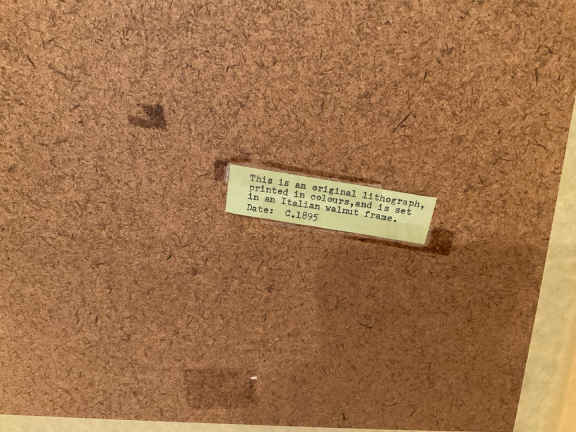 This is an original lithograph,
printed in colours,and is set
in an Italian walnut frame.
Date: C.1895